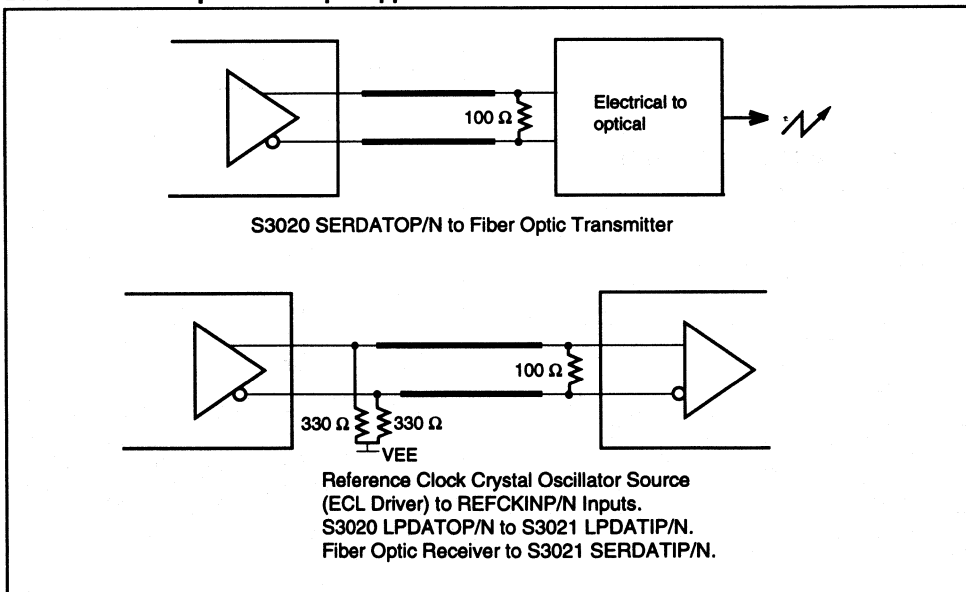 100 Ω
Electrical to
optical
S3020 SERDATOP/N to Fiber Optic Transmitter
100 Ω
330 Ω
330 Ω
VEE
Reference Clock Crystal Oscillator Source
(ECL Driver) to REFCKINP/N Inputs.
S3020 LPDATOP/N to S3021 LPDATIP/N.
Fiber Optic Receiver to S3021 SERDATIP/N.